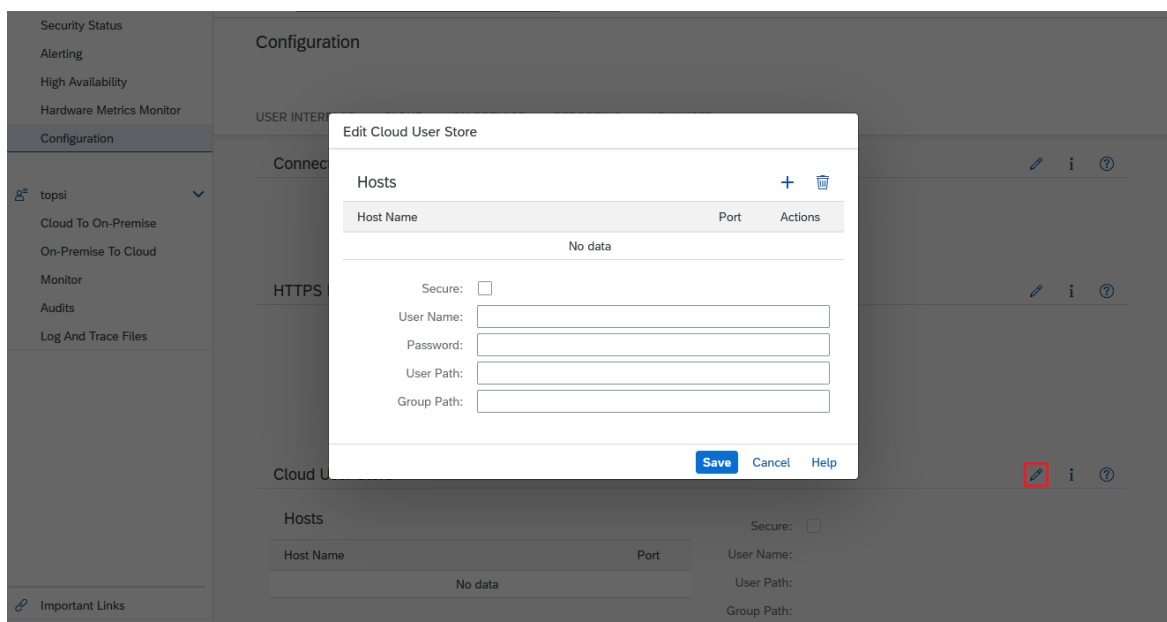 Security Status
Alerting
High Availability
Hardware Metrics Monitor
Configuration
topsi
Cloud To On-Premise
On-Premise To Cloud
Monitor
Audits
Log And Trace Files
Important Links
Configuration
USER INTERF
Connec
HTTPS
Cloud U
Hosts
Host Name Port
No data
Secure:
User Name:
User Path:
Group Path:
Edit Cloud User Store
Hosts
Host Name Port Actions
No data
Secure:
User Name:
Password:
User Path:
Group Path:
Save Cancel Help